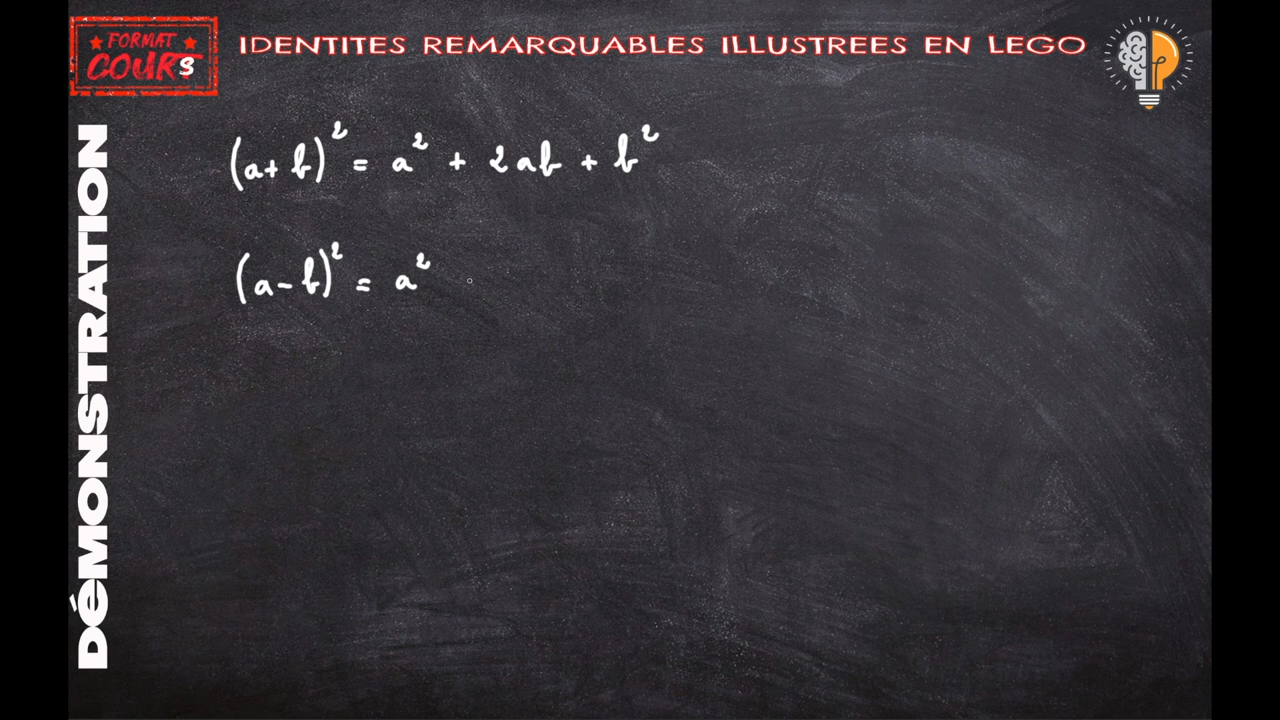 FORMAT
COURS
IDENTITES REMARQUABLES ILLUSTREES EN LEGO
DéMONSTRATION
(a+b)² = a² + 2ab + b²
(a-b)² = a²